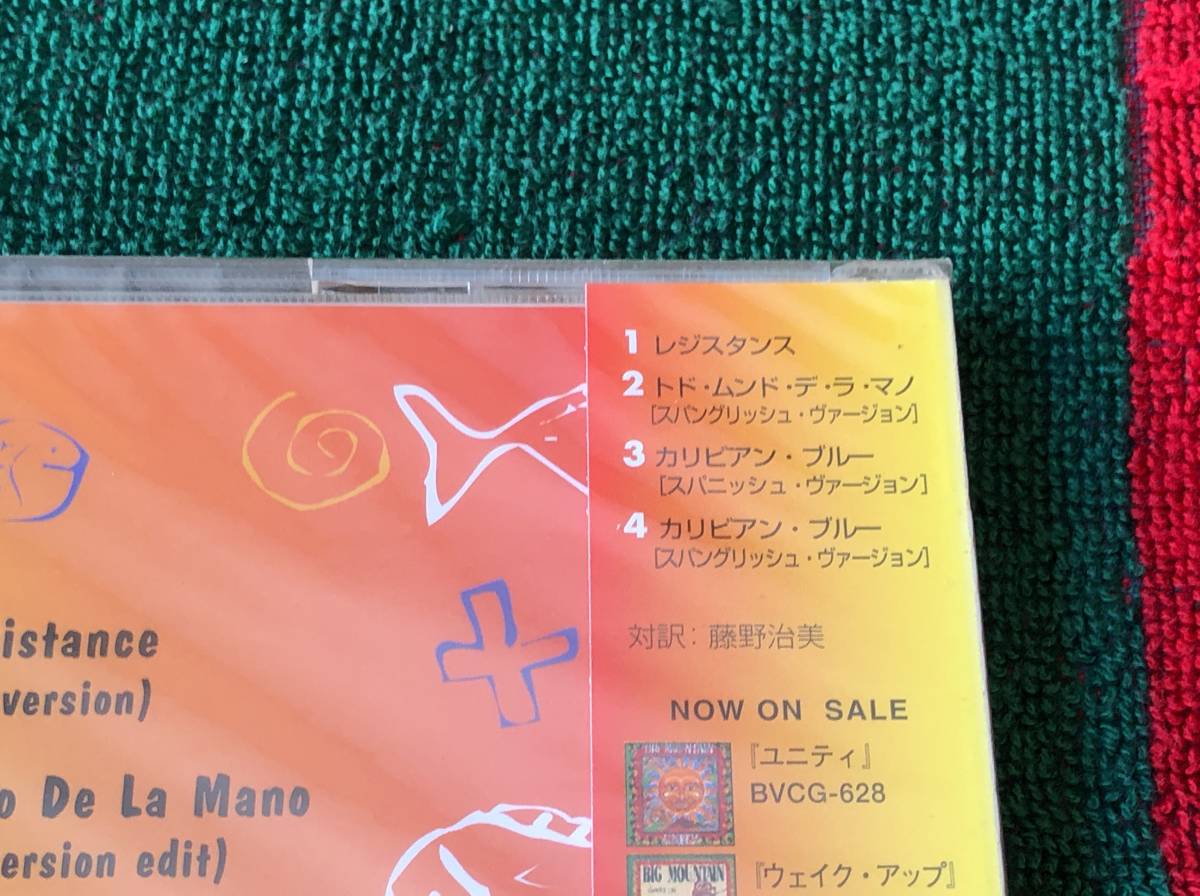 1 レジスタンス
2 トド・ムンド・デ・ラ・マノ
[スパングリッシュ・ヴァージョン]
3 カリビアン・ブルー
[スパニッシュ・ヴァージョン]
4 カリビアン・ブルー
[スパングリッシュ・ヴァージョン]
対訳：藤野治美
NOW ON SALE
BIG MOUNTAIN
『ユニティ』
BVCG-628
BIG MOUNTAIN
『ウェイク・アップ』
istance
version)
o De La Mano
ersion edit)